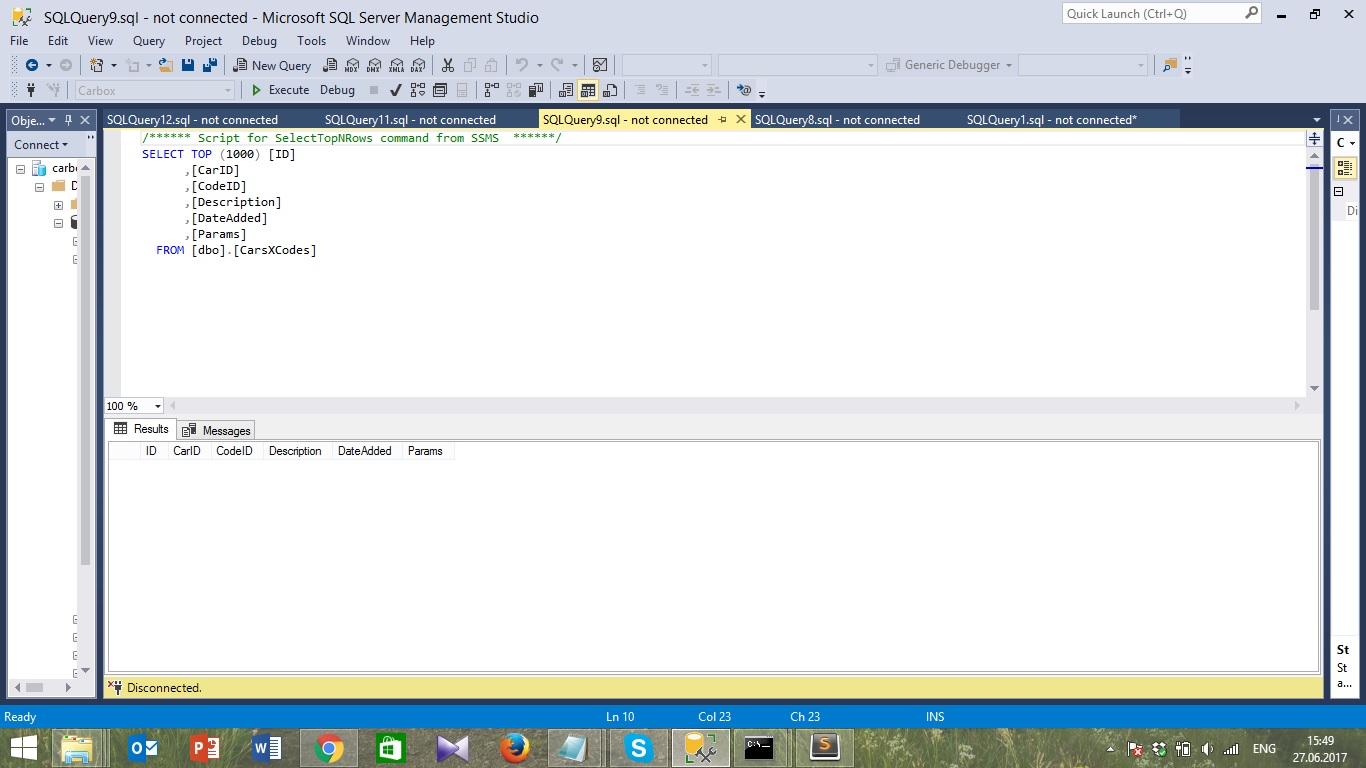 SQLQuery9.sql - not connected - Microsoft SQL Server Management Studio
Quick Launch (Ctrl+Q)
File Edit View Query Project Debug Tools Window Help
New Query MDX DMX XMLA DAX Generic Debugger
Carbox Execute Debug
Obje...
SQLQuery12.sql - not connected SQLQuery11.sql - not connected SQLQuery9.sql - not connected SQLQuery8.sql - not connected SQLQuery1.sql - not connected*
Connect
C
D
Di
/****** Script for SelectTopNRows command from SSMS ******/
SELECT TOP (1000) [ID]
,[CarID]
,[CodeID]
,[Description]
,[DateAdded]
,[Params]
FROM [dbo].[CarsXCodes]
100 %
Results Messages
ID CarID CodeID Description DateAdded Params
St
St
a...
Disconnected.
Ready Ln 10 Col 23 Ch 23 INS
ENG
15:49
27.06.2017